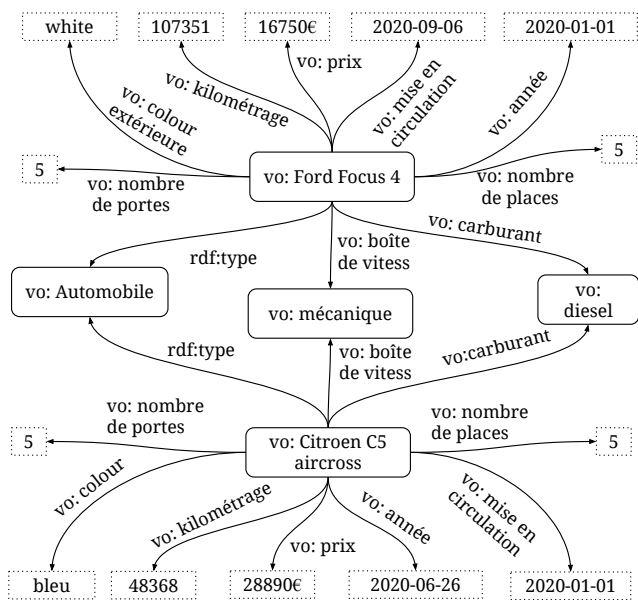 white
107351
16750€
2020-09-06
2020-01-01
vo: prix
vo: kilométrage
vo: mise en
circulation
vo: année
vo: colour
extérieure
5
5
vo: Ford Focus 4
vo: nombre
de portes
vo: nombre
de places
vo: carburant
vo: boîte
de vitess
rdf:type
vo: Automobile
vo: mécanique
vo:
diesel
rdf:type
vo: boîte
de vitess
vo:carburant
vo: nombre
de portes
vo: nombre
de places
5
vo: Citroen C5
aircross
5
vo: colour
vo: kilométrage
vo: prix
vo: année
vo: mise en
circulation
bleu
48368
28890€
2020-06-26
2020-01-01